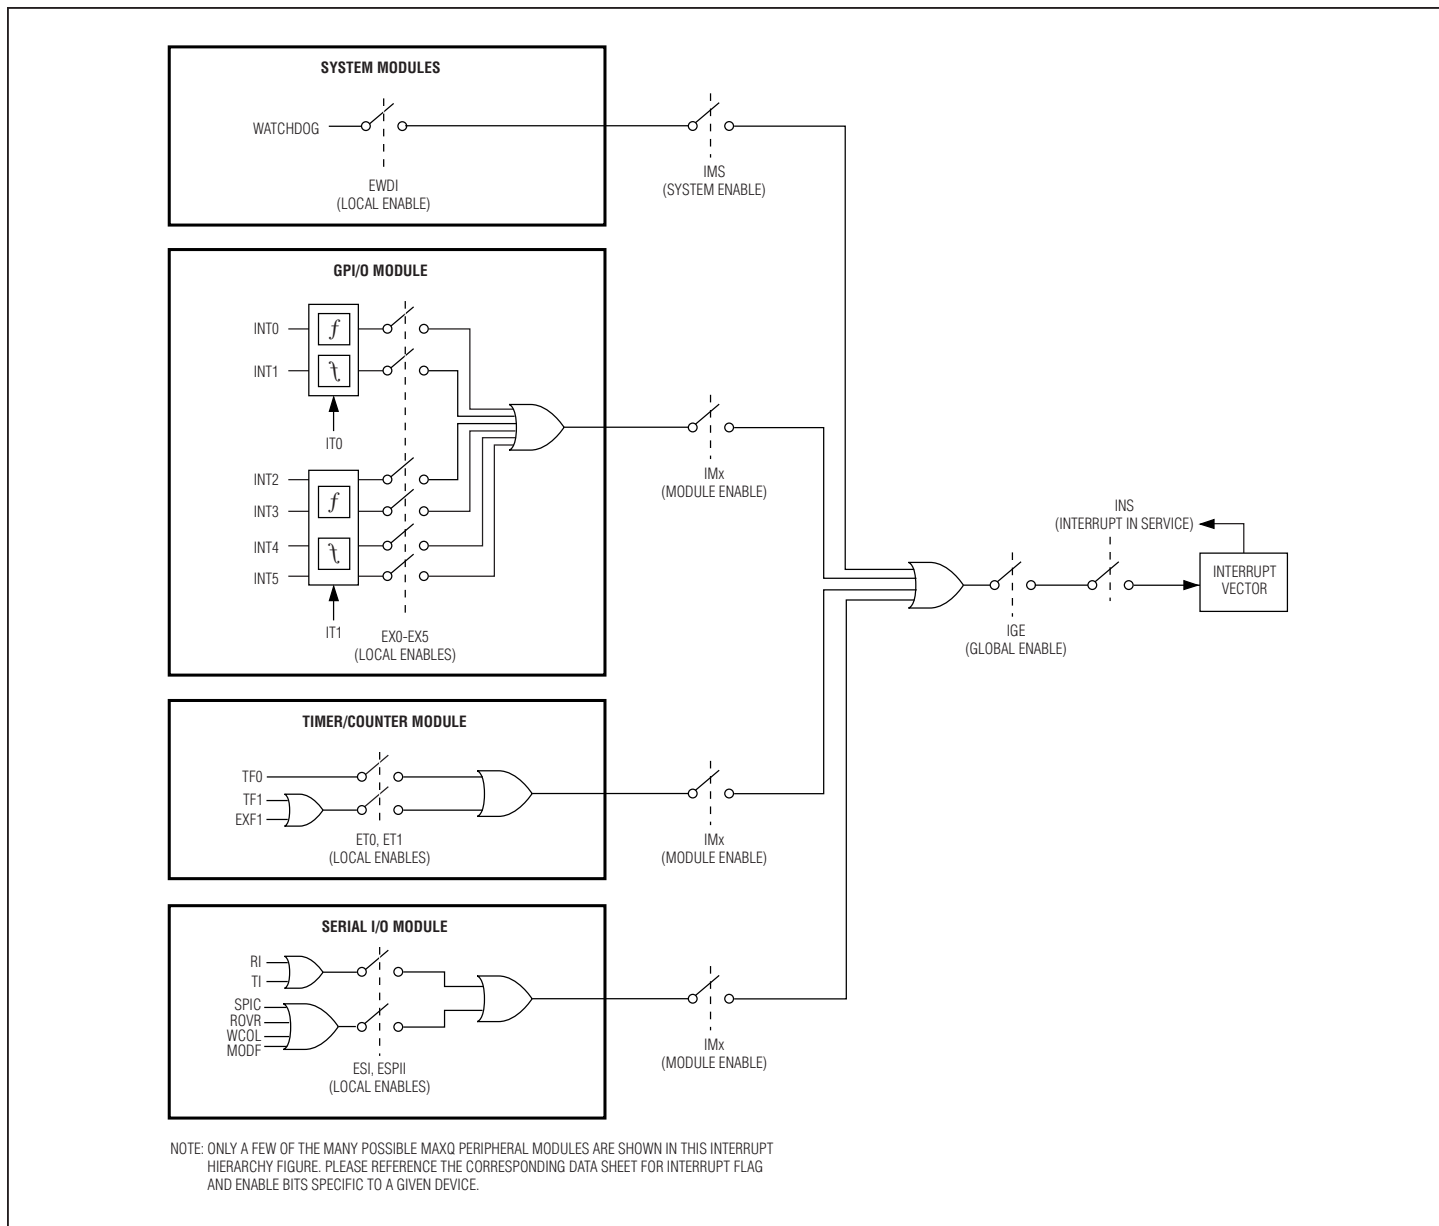 SYSTEM MODULES
WATCHDOG
EWDI
(LOCAL ENABLE)
IMS
(SYSTEM ENABLE)
GPI/O MODULE
INT0
INT1
IT0
INT2
INT3
INT4
INT5
IT1
EX0-EX5
(LOCAL ENABLES)
IMx
(MODULE ENABLE)
INS
(INTERRUPT IN SERVICE)
INTERRUPT
VECTOR
IGE
(GLOBAL ENABLE)
TIMER/COUNTER MODULE
TF0
TF1
EXF1
ET0, ET1
(LOCAL ENABLES)
IMx
(MODULE ENABLE)
SERIAL I/O MODULE
RI
TI
SPIC
ROVR
WCOL
MODF
ESI, ESPII
(LOCAL ENABLES)
IMx
(MODULE ENABLE)
NOTE: ONLY A FEW OF THE MANY POSSIBLE MAXQ PERIPHERAL MODULES ARE SHOWN IN THIS INTERRUPT
HIERARCHY FIGURE. PLEASE REFERENCE THE CORRESPONDING DATA SHEET FOR INTERRUPT FLAG
AND ENABLE BITS SPECIFIC TO A GIVEN DEVICE.